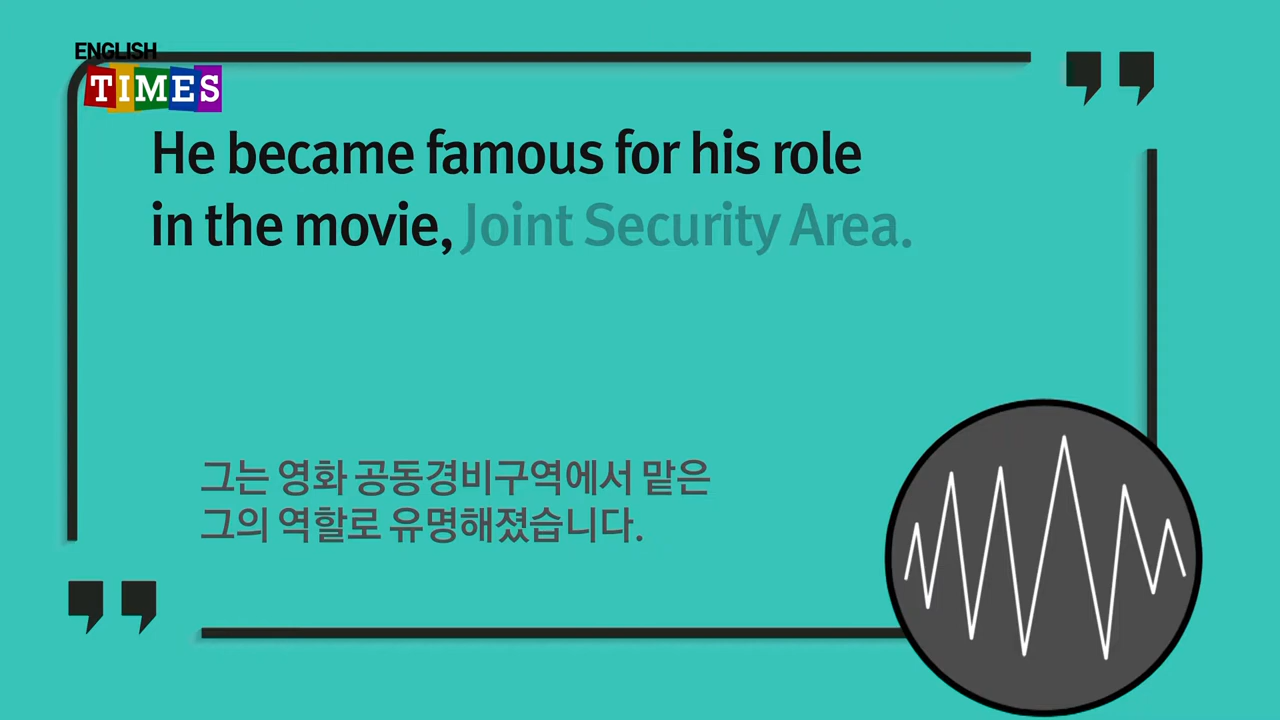 ENGLISH
TIMES
He became famous for his role
in the movie, Joint Security Area.
그는 영화 공동경비구역에서 맡은
그의 역할로 유명해졌습니다.